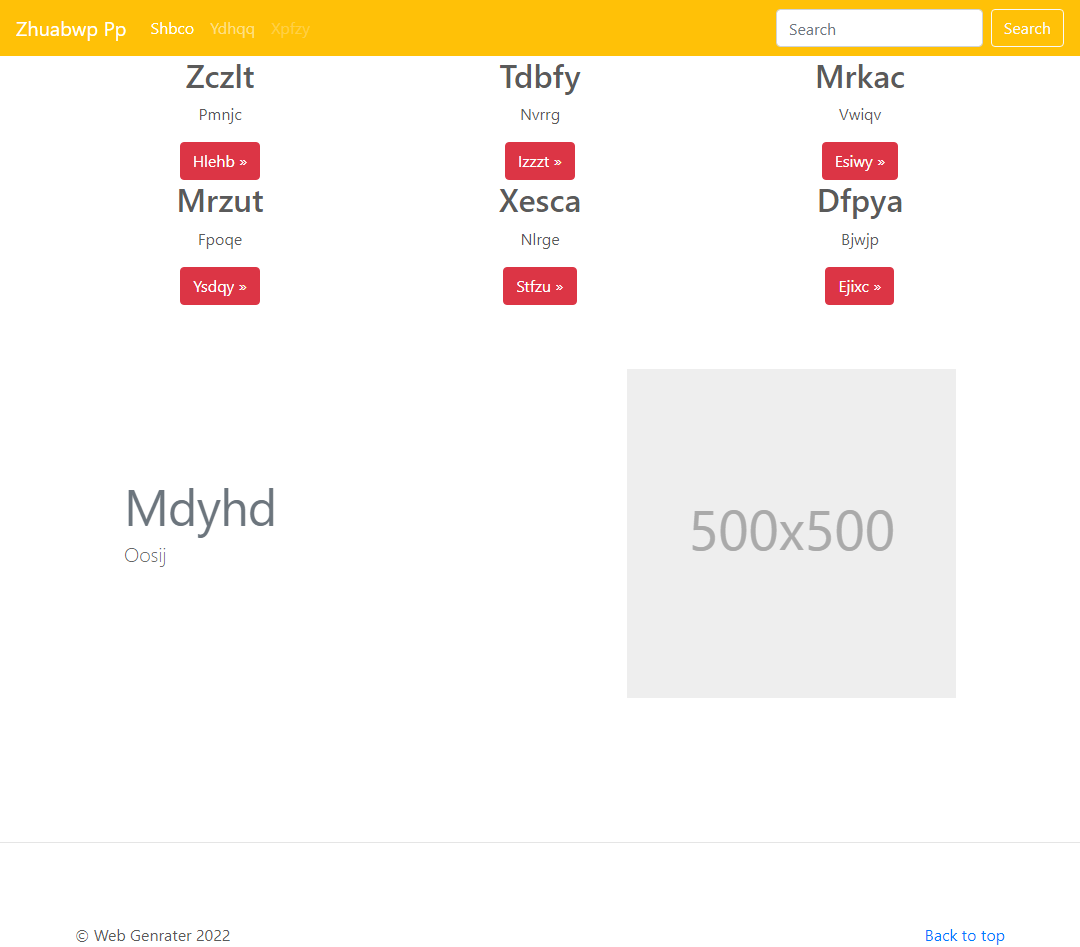 Zhuabwp Pp Shbco Ydhqq Xpfzy Search Search
Zczlt Tdbfy Mrkac
Pmnjc Nvrrg Vwiqv
Hlehb » Izzzt » Esiwy »
Mrzut Xesca Dfpya
Fpoqe Nlrge Bjwjp
Ysdqy » Stfzu » Ejixc »
Mdyhd
Oosij
500x500
© Web Genrater 2022 Back to top